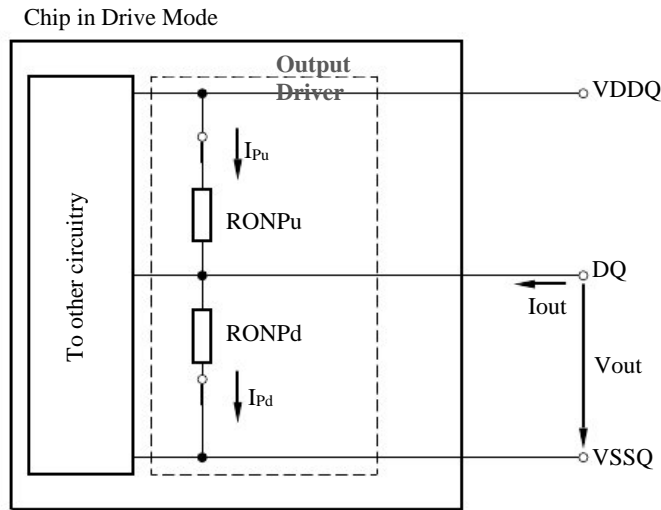 Chip in Drive Mode
Output
Driver
VDDQ
IPu
RONPu
To other circuitry
DQ
Iout
RONPd
Vout
IPd
VSSQ